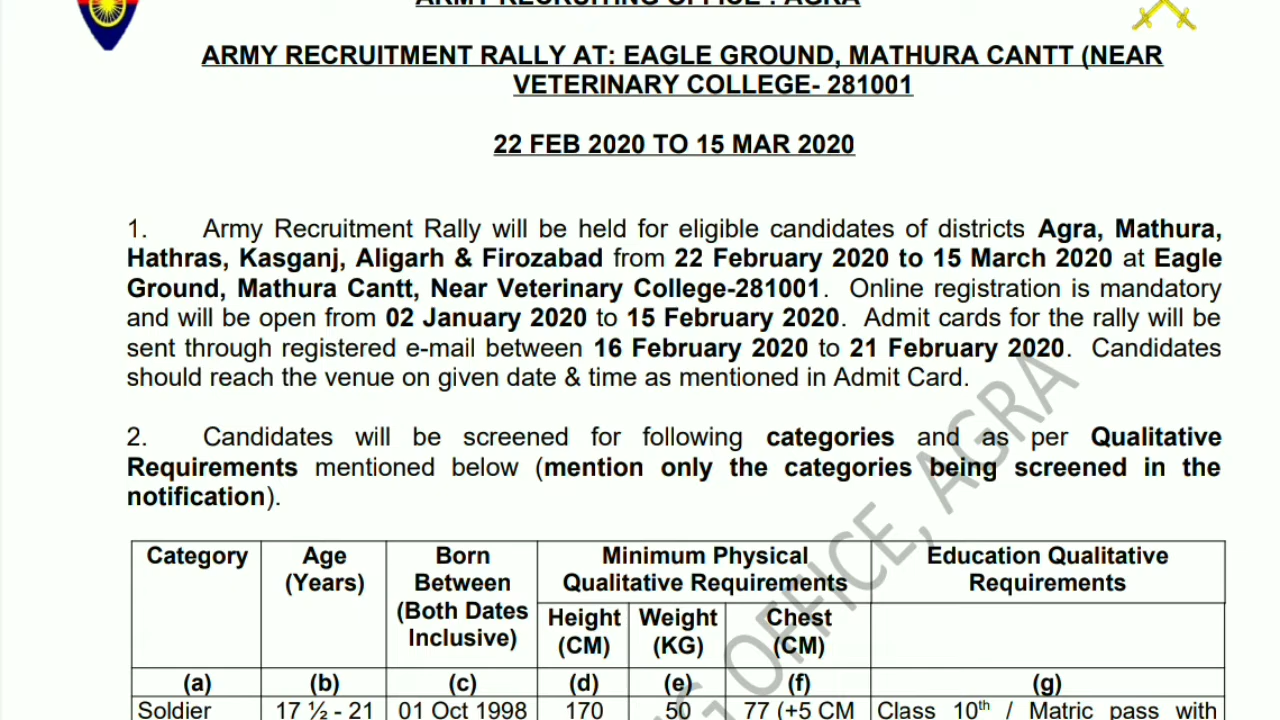 ARMY RECRUITING OFFICE : AGRA
ARMY RECRUITMENT RALLY AT: EAGLE GROUND, MATHURA CANTT (NEAR
VETERINARY COLLEGE- 281001
22 FEB 2020 TO 15 MAR 2020
1. Army Recruitment Rally will be held for eligible candidates of districts Agra, Mathura,
Hathras, Kasganj, Aligarh & Firozabad from 22 February 2020 to 15 March 2020 at Eagle
Ground, Mathura Cantt, Near Veterinary College-281001. Online registration is mandatory
and will be open from 02 January 2020 to 15 February 2020. Admit cards for the rally will be
sent through registered e-mail between 16 February 2020 to 21 February 2020. Candidates
should reach the venue on given date & time as mentioned in Admit Card.
2. Candidates will be screened for following categories and as per Qualitative
Requirements mentioned below (mention only the categories being screened in the
notification).
Category Age Born Minimum Physical Education Qualitative
(Years) Between Qualitative Requirements Requirements
(Both Dates Height Weight Chest
Inclusive) (CM) (KG) (CM)
(a) (b) (c) (d) (e) (f) (g)
Soldier 17 ½ - 21 01 Oct 1998 170 50 77 (+5 CM Class 10th / Matric pass with
G OFFICE, AGRA